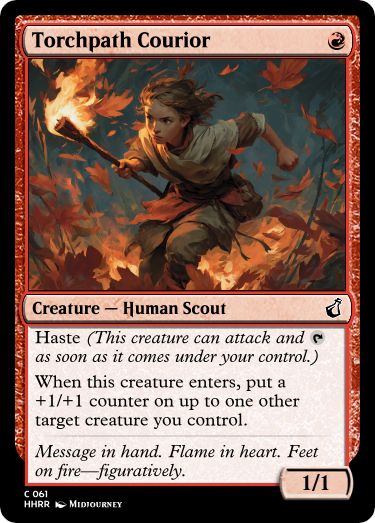 Torchpath Courior
Creature — Human Scout
Haste (This creature can attack and
as soon as it comes under your control.)
When this creature enters, put a
+1/+1 counter on up to one other
target creature you control.
Message in hand. Flame in heart. Feet
on fire—figuratively.
1/1
C 061
HHRR Midjourney